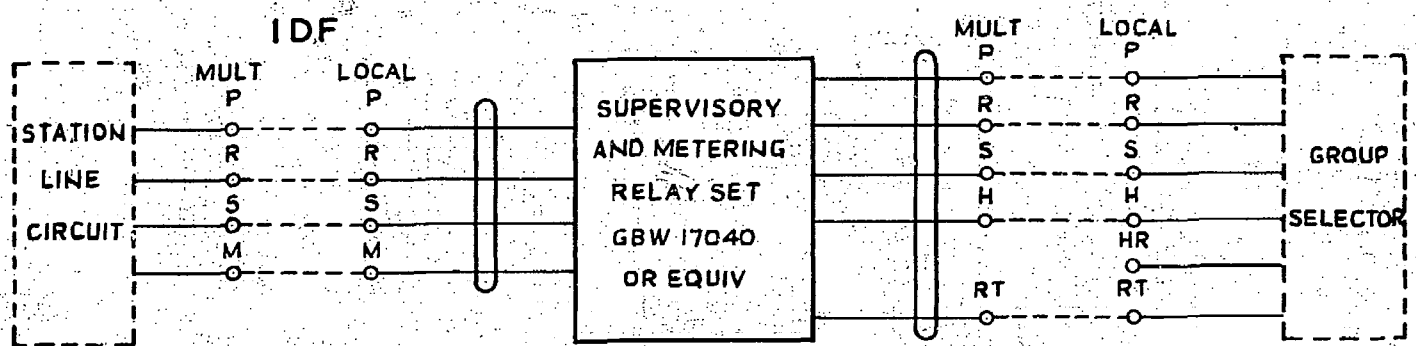 IDF
MULT LOCAL
P P
R R
S S
M M
STATION
LINE
CIRCUIT
SUPERVISORY
AND METERING
RELAY SET
GBW 17040
OR EQUIV
MULT LOCAL
P P
R R
S S
H H
HR
RT RT
GROUP
SELECTOR